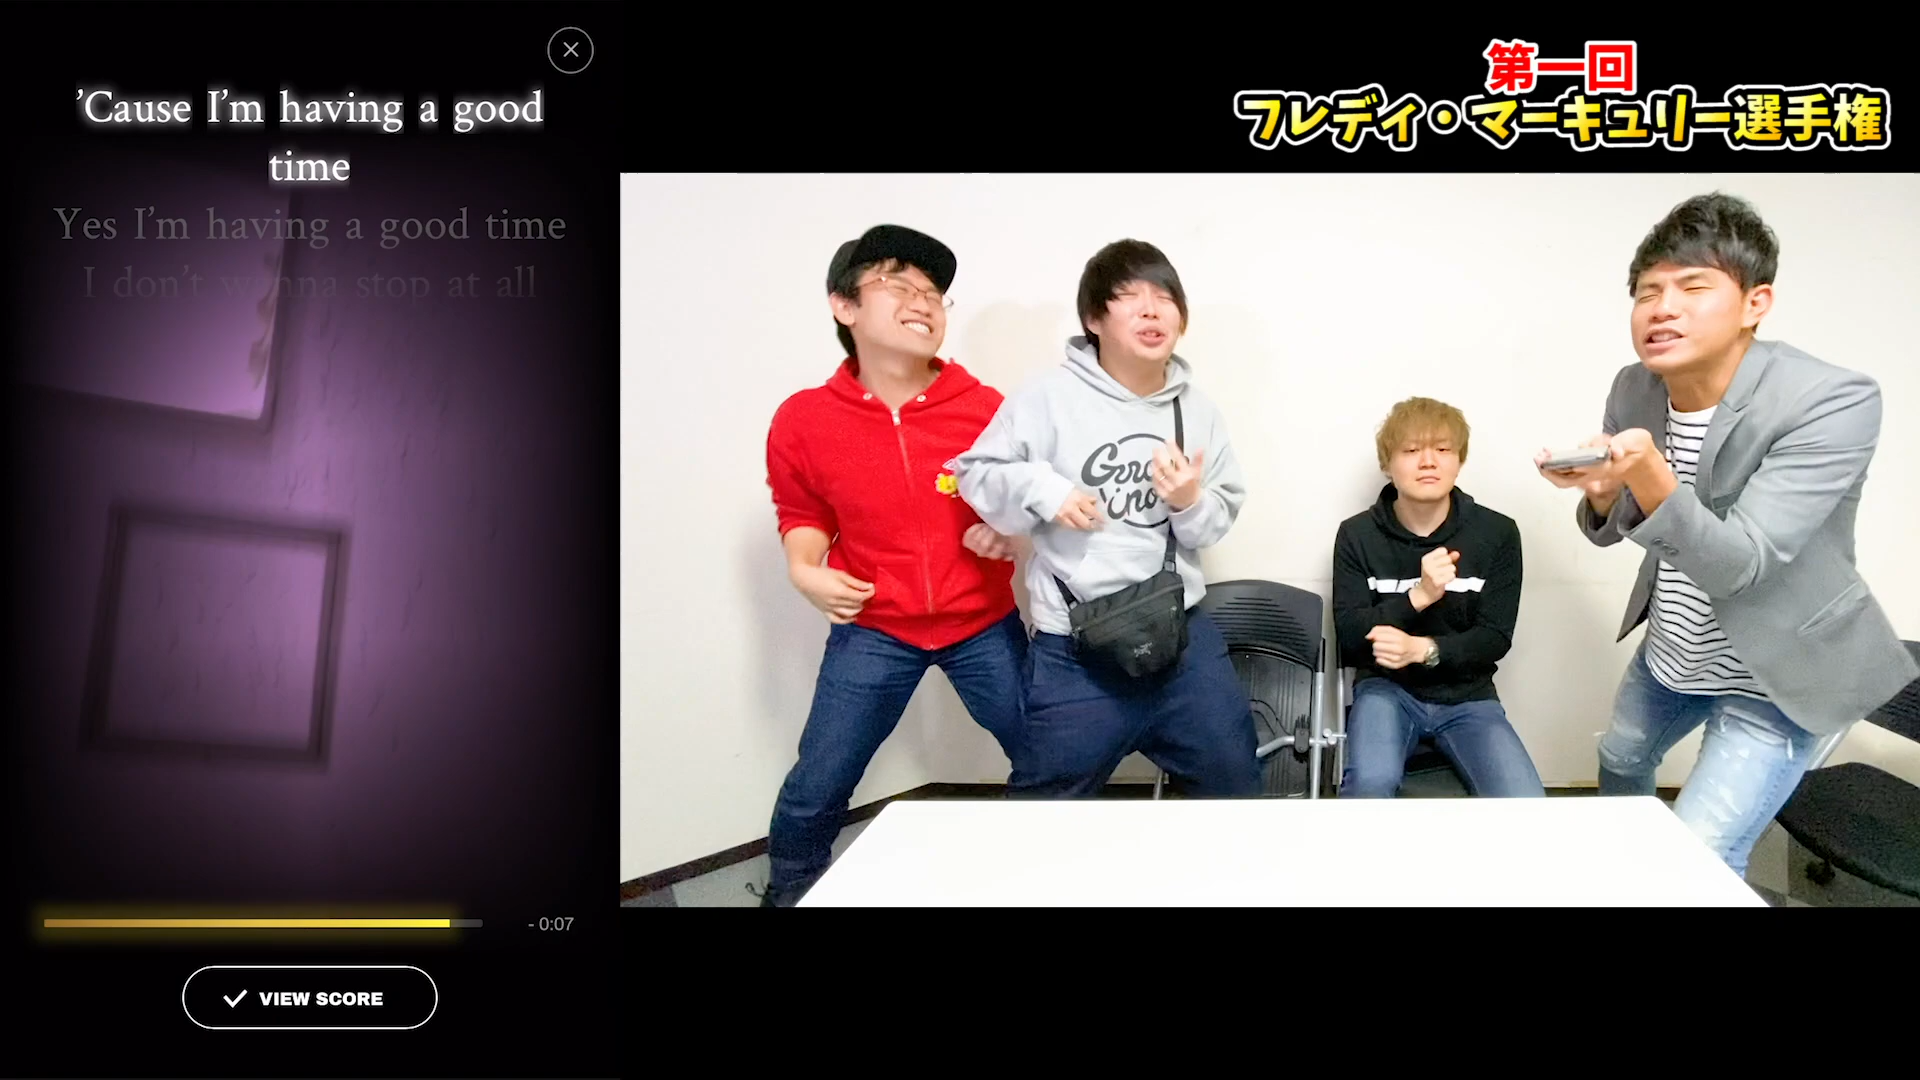 ’Cause I’m having a good
time
Yes I’m having a good time
I don’t wanna stop at all
- 0:07
VIEW SCORE
第一回
フレディ・マーキュリー選手権